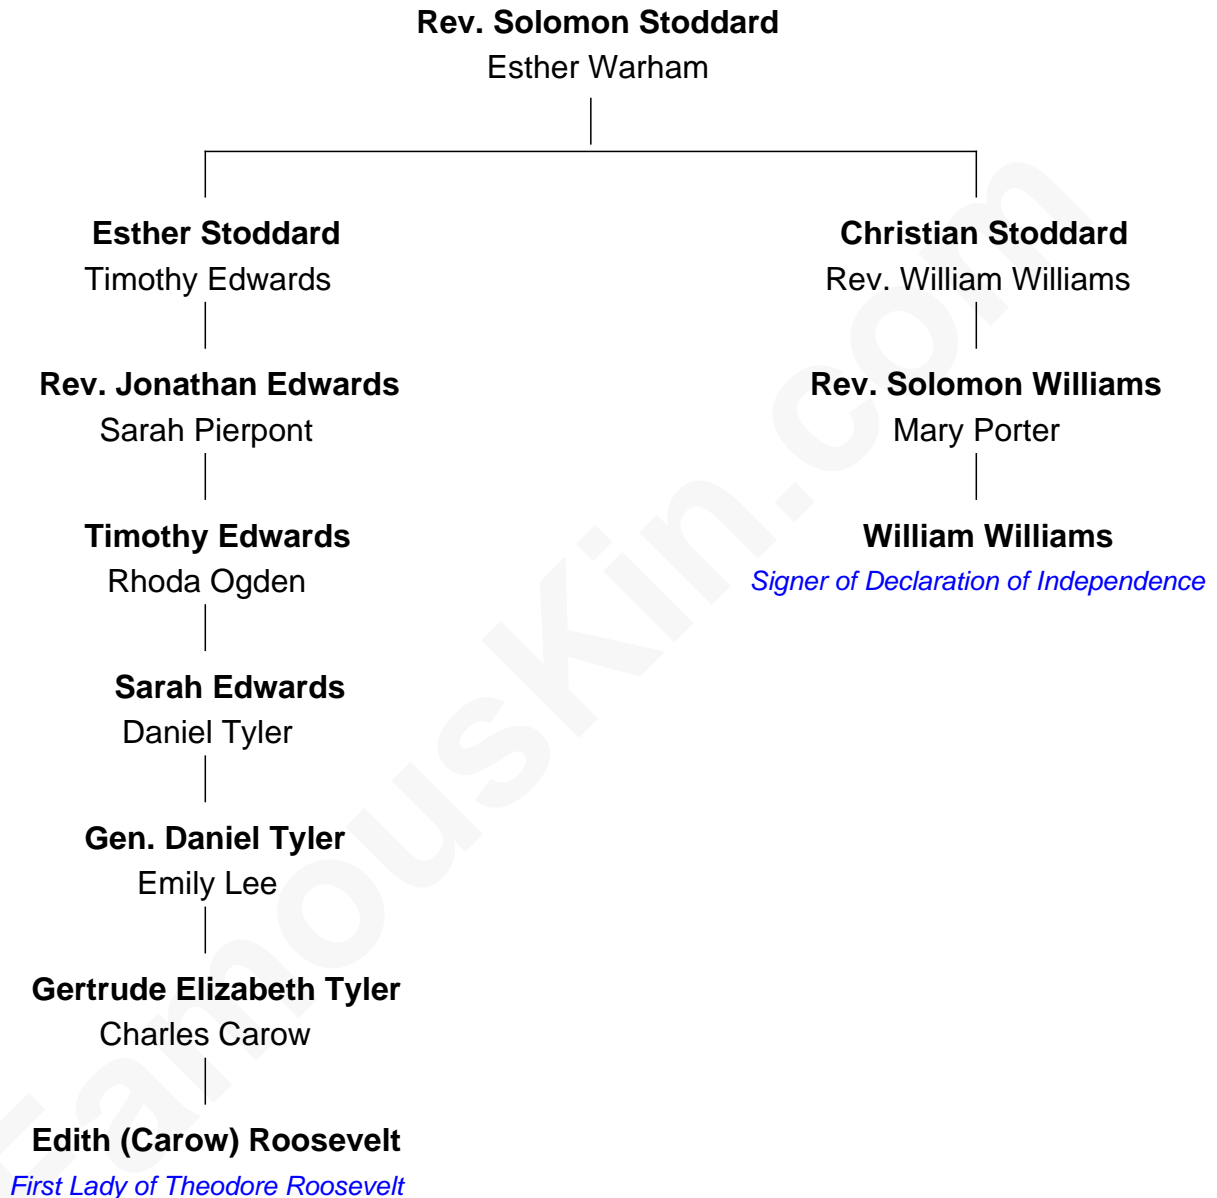 Rev. Solomon Stoddard
Esther Warham
Esther Stoddard
Timothy Edwards
Christian Stoddard
Rev. William Williams
Rev. Jonathan Edwards
Sarah Pierpont
Rev. Solomon Williams
Mary Porter
Timothy Edwards
Rhoda Ogden
William Williams
Signer of Declaration of Independence
Sarah Edwards
Daniel Tyler
Gen. Daniel Tyler
Emily Lee
Gertrude Elizabeth Tyler
Charles Carow
Edith (Carow) Roosevelt
First Lady of Theodore Roosevelt
FamousKin.com